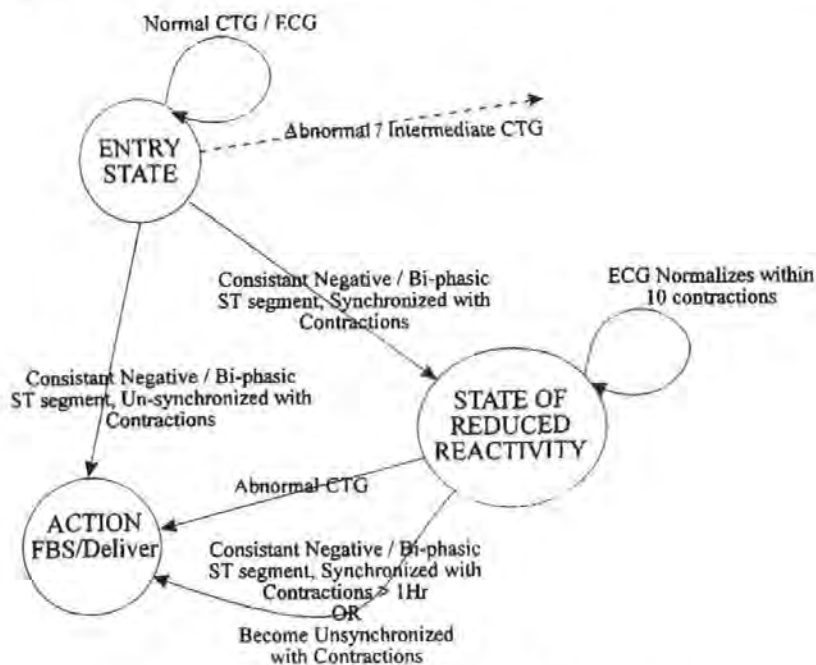 Normal CTG / ECG
Abnormal / Intermediate CTG
ENTRY
STATE
Consistant Negative / Bi-phasic
ST segment, Synchronized with
Contractions
ECG Normalizes within
10 contractions
Consistant Negative / Bi-phasic
ST segment, Un-synchronized with
Contractions
STATE OF
REDUCED
REACTIVITY
Abnormal CTG
ACTION
FBS/Deliver
Consistant Negative / Bi-phasic
ST segment, Synchronized with
Contractions > 1Hr
OR
Become Unsynchronized
with Contractions